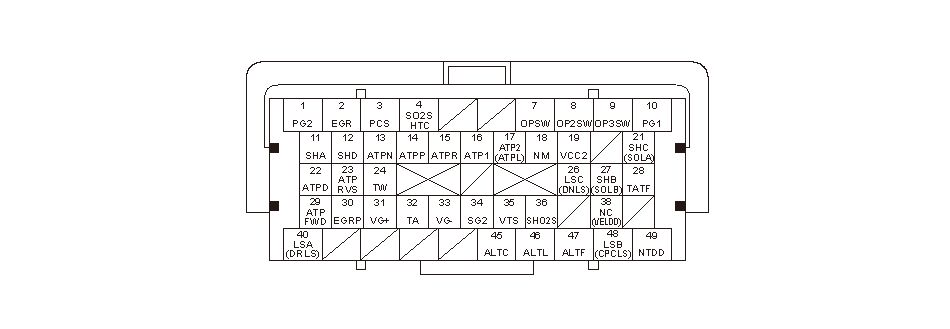 1 2 3 4 7 8 9 10
PG2 EGR PCS SO2S HTC OPSW OP2SW OP3SW PG1
11 12 13 14 15 16 17 18 19 21
SHA SHD ATPN ATPP ATPR ATP1 ATP2 (ATPL) NM VCC2 SHC (SOLA)
22 23 24 26 27 28
ATPD ATP RVS TW LSC (DNLS) SHB (SOLB) TATF
29 30 31 32 33 34 35 36 38
ATP FWD EGRP VG+ TA VG- SG2 VTS SHO2S NC (VELDD)
40 45 46 47 48 49
LSA (DRLS) ALTC ALTL ALTF LSB (CPCLS) NTDD